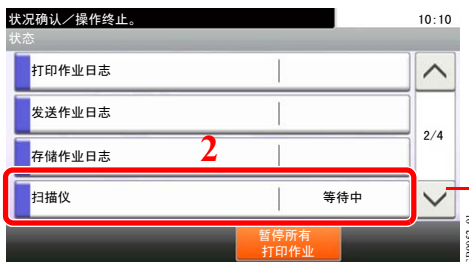 状况确认／操作终止。
10:10
状态
打印作业日志
发送作业日志
2/4
存储作业日志
2
扫描仪
等待中
暂停所有
打印作业